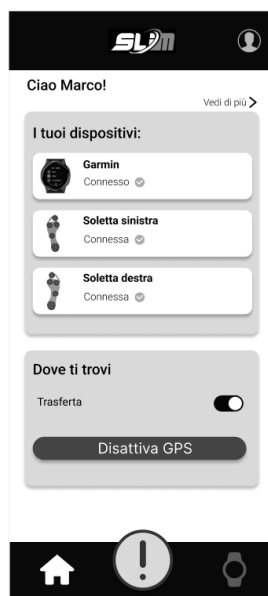 SLIM
Ciao Marco!
Vedi di più
I tuoi dispositivi:
Garmin
Connesso
Soletta sinistra
Connessa
Soletta destra
Connessa
Dove ti trovi
Trasferta
Disattiva GPS
!